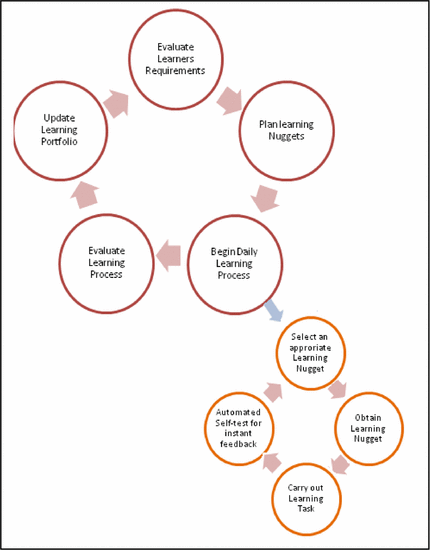 Evaluate
Learners
Requirements
Update
Learning
Portfolio
Plan learning
Nuggets
Evaluate
Learning
Process
Begin Daily
Learning
Process
Select an
approriate
Learning
Nugget
Automated
Self-test for
instant
feedback
Obtain
Learning
Nugget
Carry out
Learning
Task